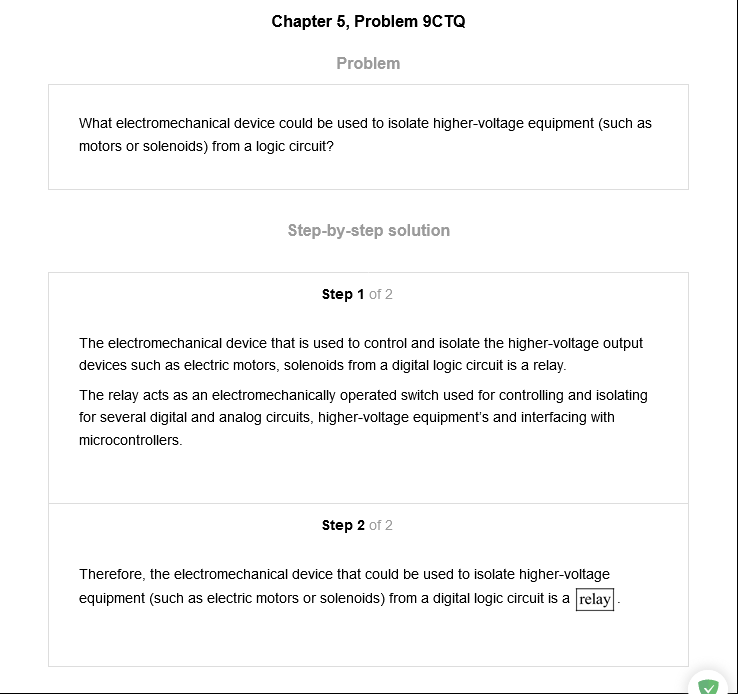 Chapter 5, Problem 9CTQ
Problem
What electromechanical device could be used to isolate higher-voltage equipment (such as
motors or solenoids) from a logic circuit?
Step-by-step solution
Step 1 of 2
The electromechanical device that is used to control and isolate the higher-voltage output
devices such as electric motors, solenoids from a digital logic circuit is a relay.
The relay acts as an electromechanically operated switch used for controlling and isolating
for several digital and analog circuits, higher-voltage equipment's and interfacing with
microcontrollers.
Step 2 of 2
Therefore, the electromechanical device that could be used to isolate higher-voltage
equipment (such as electric motors or solenoids) from a digital logic circuit is a relay .